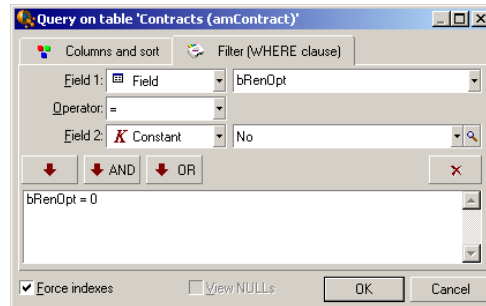 Query on table 'Contracts (amContract)'
Columns and sort Filter (WHERE clause)
Field 1: Field bRenOpt
Operator: =
Field 2: K Constant No
AND OR
bRenOpt = 0
Force indexes View NULLs OK Cancel